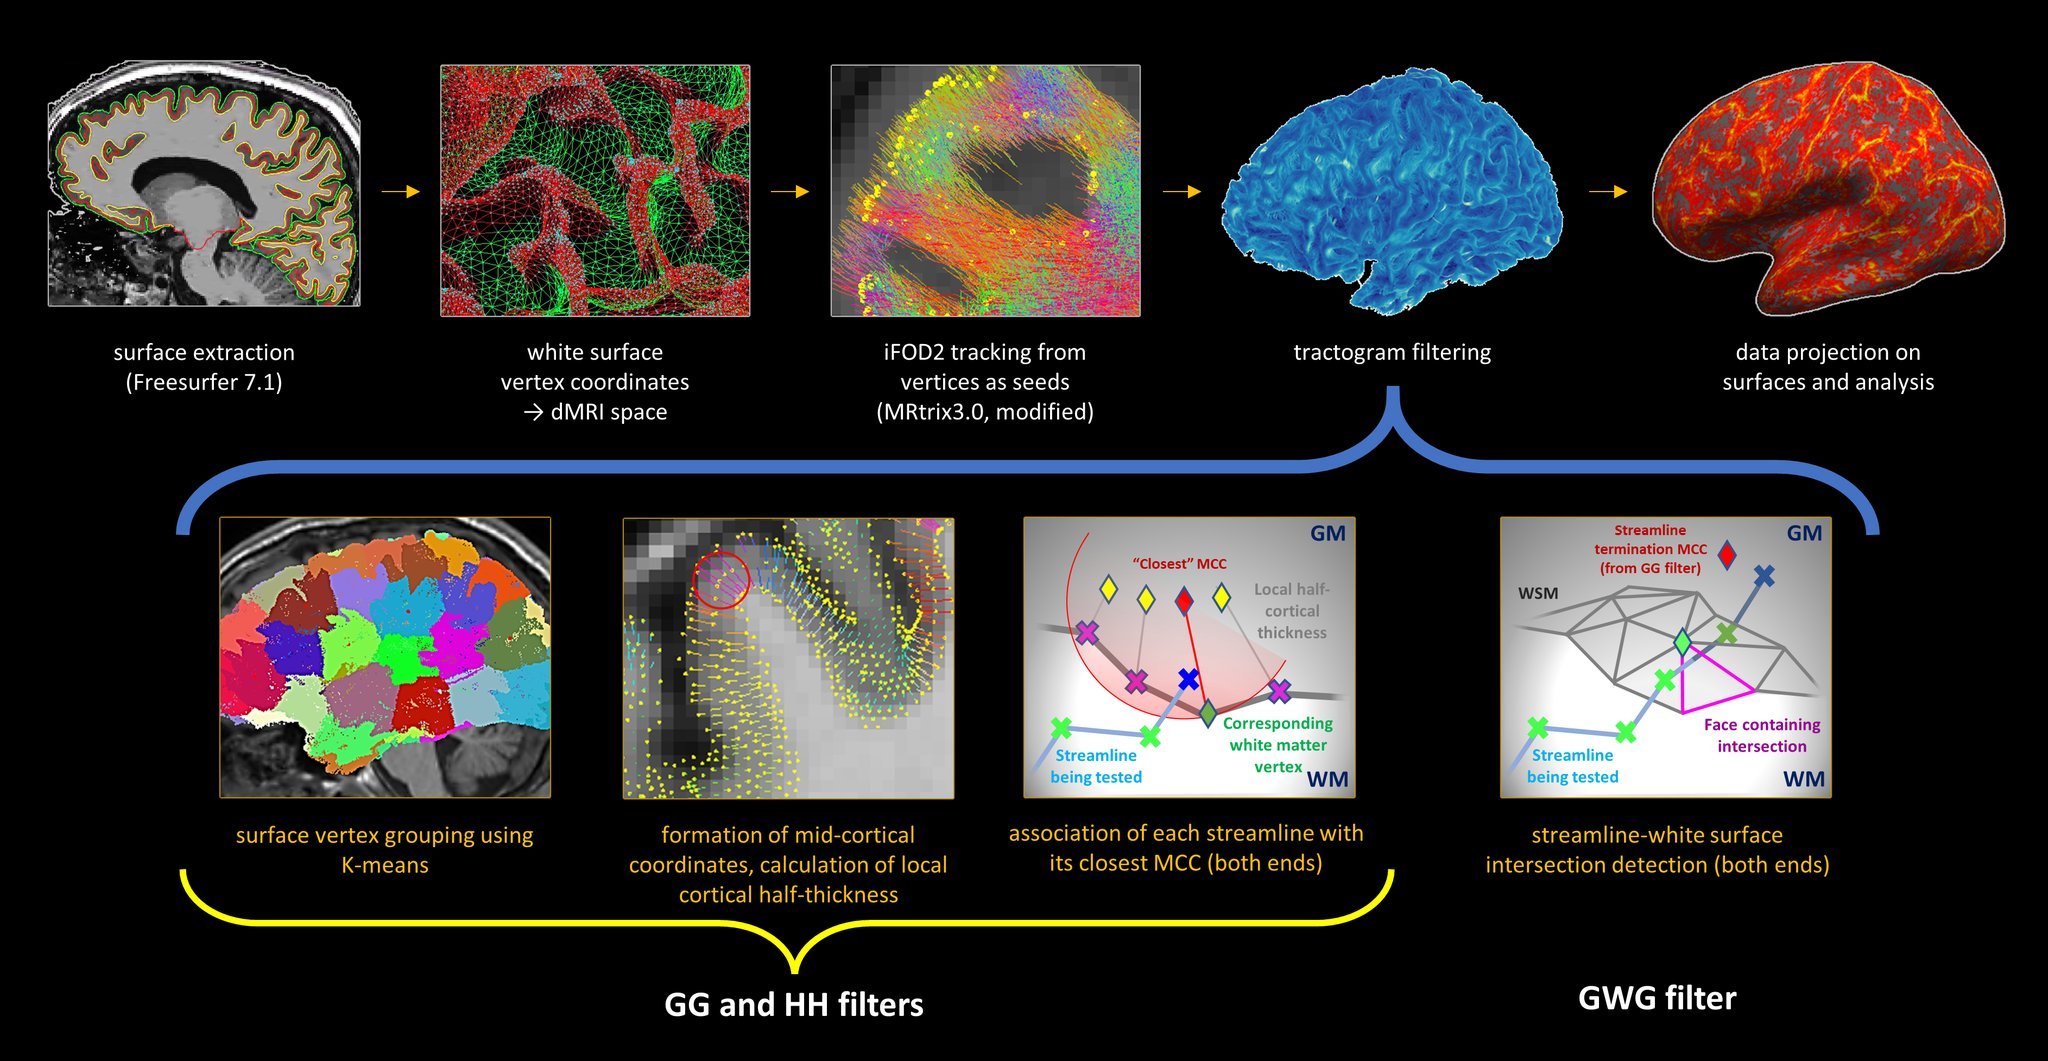 surface extraction
(Freesurfer 7.1)
white surface
vertex coordinates
→ dMRI space
iFOD2 tracking from
vertices as seeds
(MRtrix3.0, modified)
tractogram filtering
data projection on
surfaces and analysis
GM
“Closest” MCC
Local half-
cortical
thickness
Corresponding
white matter
vertex
Streamline
being tested
WM
Streamline
termination MCC
(from GG filter)
GM
WSM
Face containing
intersection
Streamline
being tested
WM
surface vertex grouping using
K-means
formation of mid-cortical
coordinates, calculation of local
cortical half-thickness
association of each streamline with
its closest MCC (both ends)
streamline-white surface
intersection detection (both ends)
GG and HH filters
GWG filter